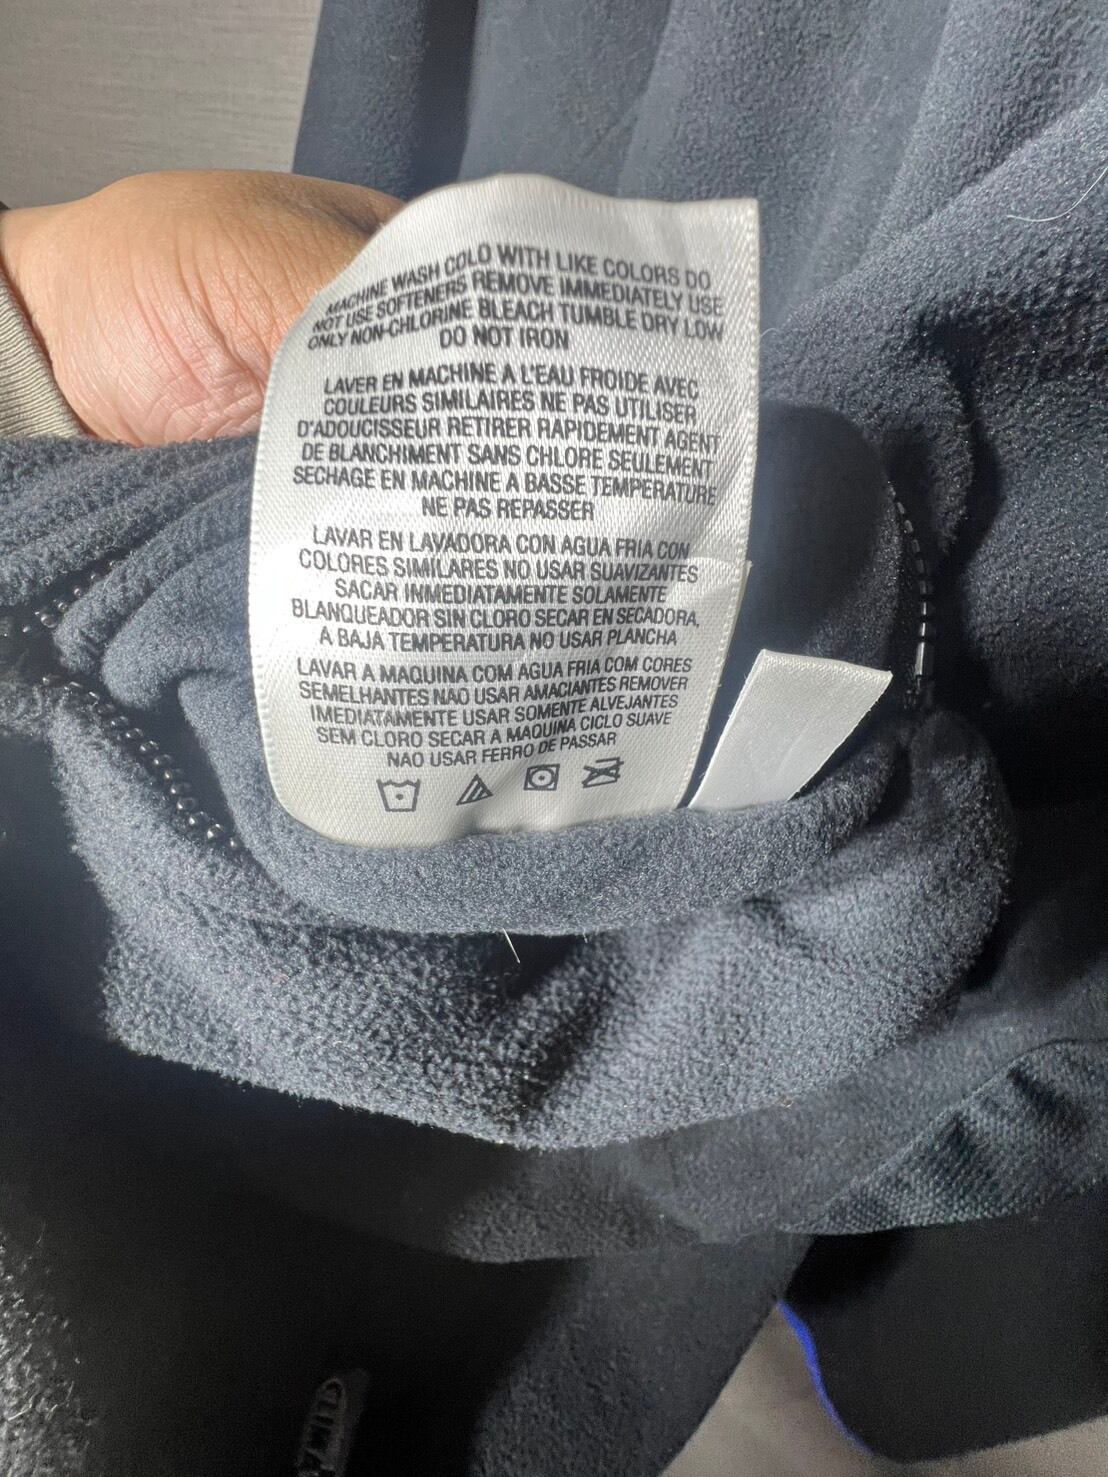 MACHINE WASH COLD WITH LIKE COLORS DO
NOT USE SOFTENERS REMOVE IMMEDIATELY USE
ONLY NON-CHLORINE BLEACH TUMBLE DRY LOW
DO NOT IRON
LAVER EN MACHINE A L'EAU FROIDE AVEC
COULEURS SIMILAIRES NE PAS UTILISER
D'ADOUCISSEUR RETIRER RAPIDEMENT AGENT
DE BLANCHIMENT SANS CHLORE SEULEMENT
SECHAGE EN MACHINE A BASSE TEMPERATURE
NE PAS REPASSER
LAVAR EN LAVADORA CON AGUA FRIA CON
COLORES SIMILARES NO USAR SUAVIZANTES
SACAR INMEDIATAMENTE SOLAMENTE
BLANQUEADOR SIN CLORO SECAR EN SECADORA,
A BAJA TEMPERATURA NO USAR PLANCHA
LAVAR A MAQUINA COM AGUA FRIA COM CORES
SEMELHANTES NAO USAR AMACIANTES REMOVER
IMEDIATAMENTE USAR SOMENTE ALVEJANTES
SEM CLORO SECAR A MAQUINA CICLO SUAVE
NAO USAR FERRO DE PASSAR